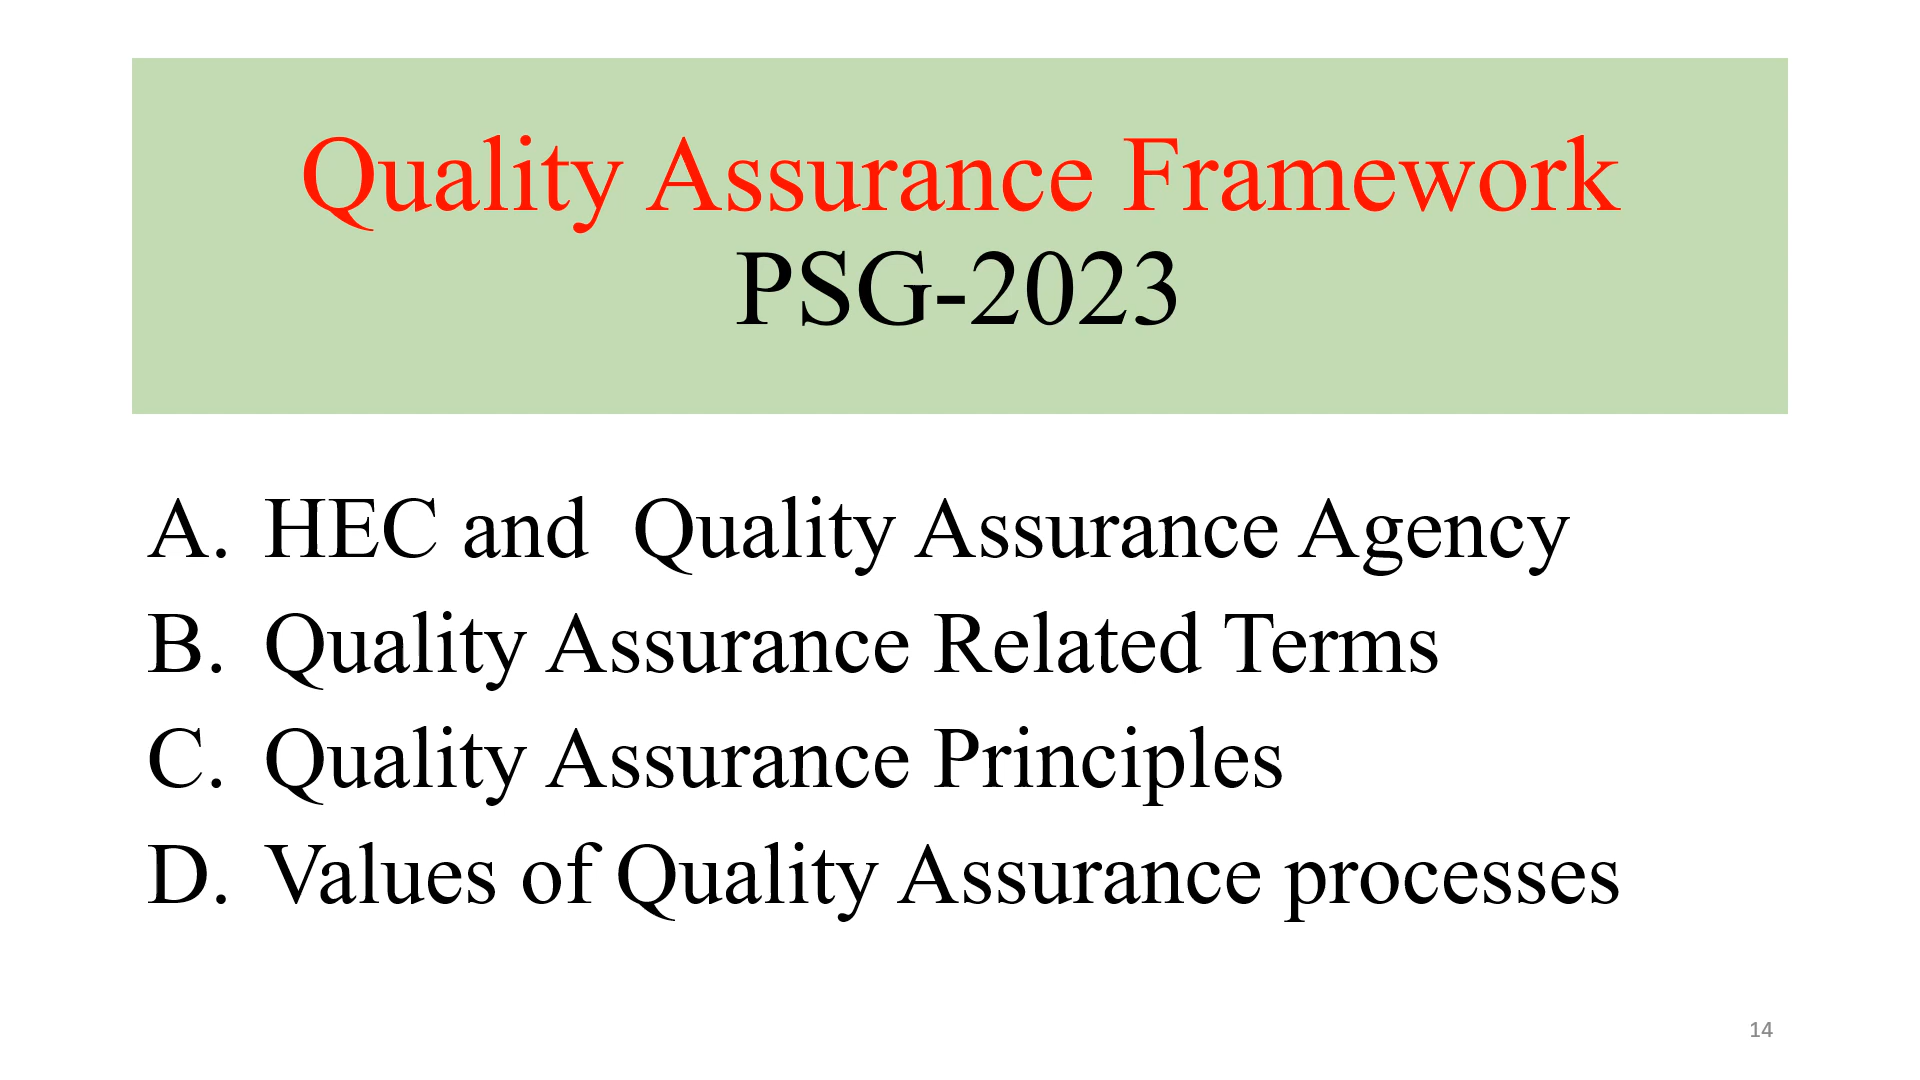 Quality Assurance Framework
PSG-2023
A. HEC and  Quality Assurance Agency
B. Quality Assurance Related Terms
C. Quality Assurance Principles
D. Values of Quality Assurance processes
14